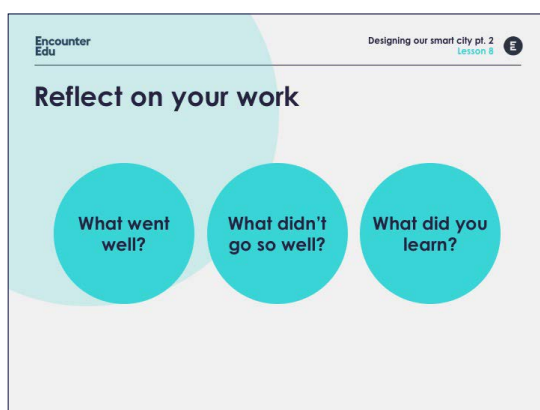 Encounter
Edu
Designing our smart city pt. 2
Lesson 8
E
Reflect on your work
What went
well?
What didn't
go so well?
What did you
learn?